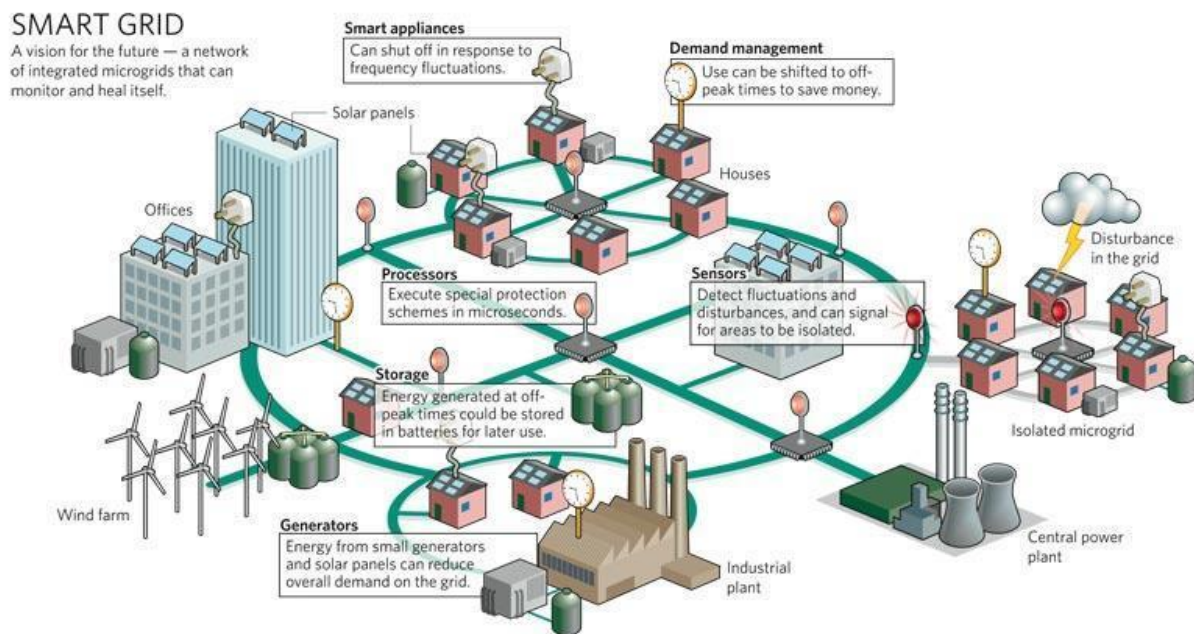 SMART GRID
A vision for the future — a network
of integrated microgrids that can
monitor and heal itself.
Smart appliances
Can shut off in response to
frequency fluctuations.
Demand management
Use can be shifted to off-
peak times to save money.
Solar panels
Houses
Offices
Disturbance
in the grid
Processors
Execute special protection
schemes in microseconds.
Sensors
Detect fluctuations and
disturbances, and can signal
for areas to be isolated.
Storage
Energy generated at off-
peak times could be stored
in batteries for later use.
Isolated microgrid
Wind farm
Generators
Energy from small generators
and solar panels can reduce
overall demand on the grid.
Industrial
plant
Central power
plant